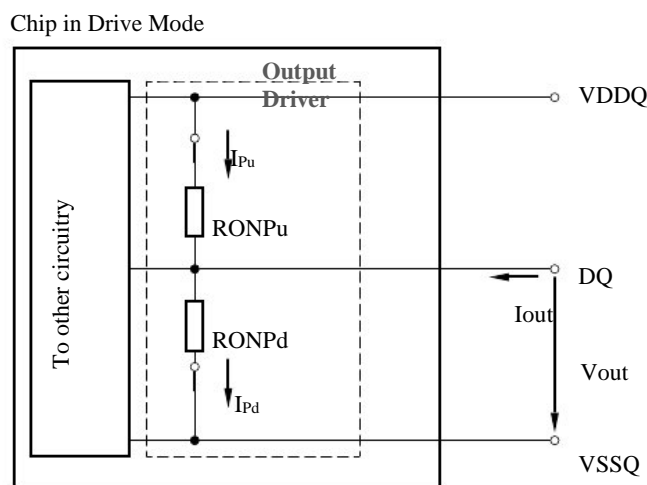 Chip in Drive Mode
Output
Driver
VDDQ
IPu
RONPu
To other circuitry
DQ
Iout
RONPd
Vout
IPd
VSSQ